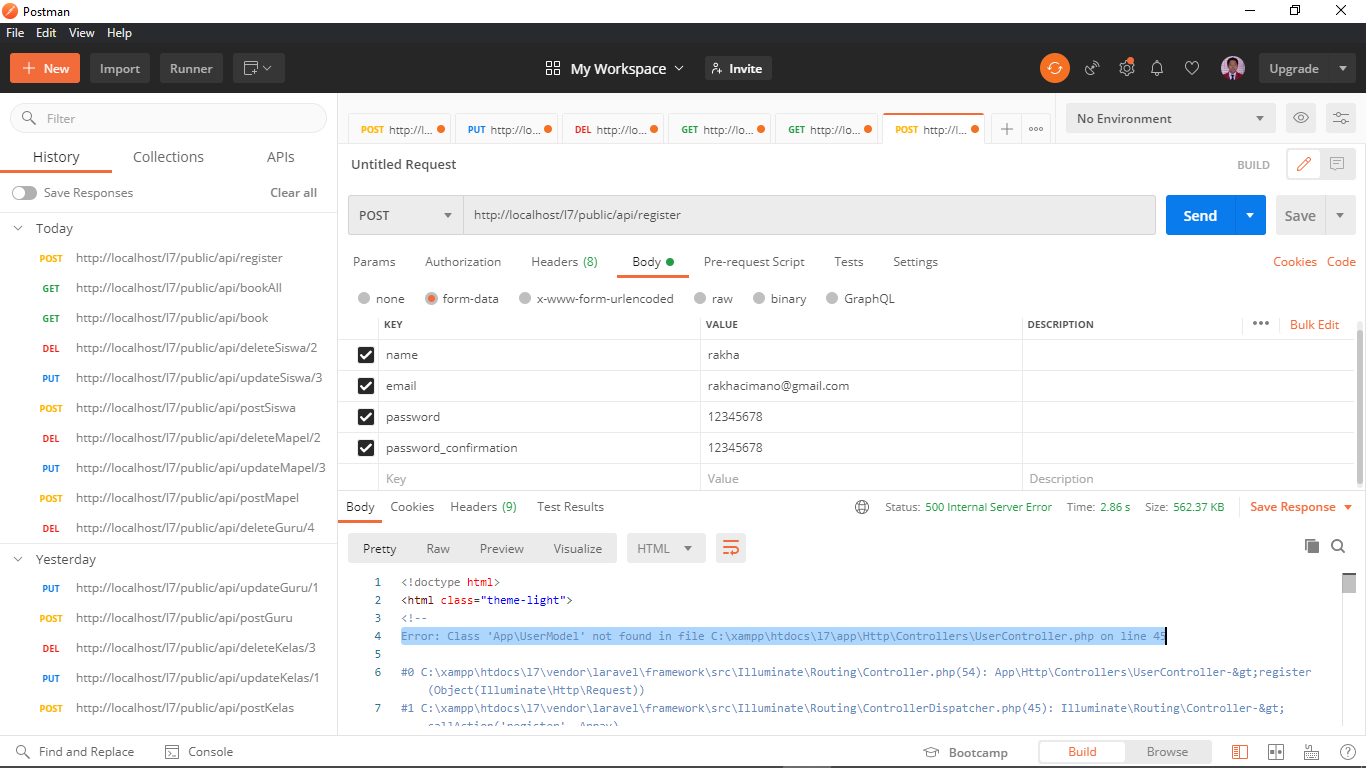 Postman
File Edit View Help
New Import Runner My Workspace Invite Upgrade
Filter
History Collections APIs
Save Responses Clear all
Today
POST http://localhost/l7/public/api/register
GET http://localhost/l7/public/api/bookAll
GET http://localhost/l7/public/api/book
DEL http://localhost/l7/public/api/deleteSiswa/2
PUT http://localhost/l7/public/api/updateSiswa/3
POST http://localhost/l7/public/api/postSiswa
DEL http://localhost/l7/public/api/deleteMapel/2
PUT http://localhost/l7/public/api/updateMapel/3
POST http://localhost/l7/public/api/postMapel
DEL http://localhost/l7/public/api/deleteGuru/4
Yesterday
PUT http://localhost/l7/public/api/updateGuru/1
POST http://localhost/l7/public/api/postGuru
DEL http://localhost/l7/public/api/deleteKelas/3
PUT http://localhost/l7/public/api/updateKelas/1
POST http://localhost/l7/public/api/postKelas
POST http://l... PUT http://lo... DEL http://lo... GET http://lo... GET http://lo... POST http://l... No Environment
Untitled Request BUILD
POST http://localhost/l7/public/api/register Send Save
Params Authorization Headers (8) Body Pre-request Script Tests Settings Cookies Code
none form-data x-www-form-urlencoded raw binary GraphQL
KEY VALUE DESCRIPTION Bulk Edit
name rakha
email rakhacimano@gmail.com
password 12345678
password_confirmation 12345678
Key Value Description
Body Cookies Headers (9) Test Results Status: 500 Internal Server Error Time: 2.86 s Size: 562.37 KB Save Response
Pretty Raw Preview Visualize HTML
1 <!doctype html>
2 <html class="theme-light">
3 <!--
4 Error: Class 'App\UserModel' not found in file C:\xampp\htdocs\l7\app\Http\Controllers\UserController.php on line 45
5
6 #0 C:\xampp\htdocs\l7\vendor\laravel\framework\src\Illuminate\Routing\Controller.php(54): App\Http\Controllers\UserController-&gt;register
(Object(Illuminate\Http\Request))
7 #1 C:\xampp\htdocs\l7\vendor\laravel\framework\src\Illuminate\Routing\ControllerDispatcher.php(45): Illuminate\Routing\Controller-&gt;
callAction('register', Array)
Find and Replace Console Bootcamp Build Browse